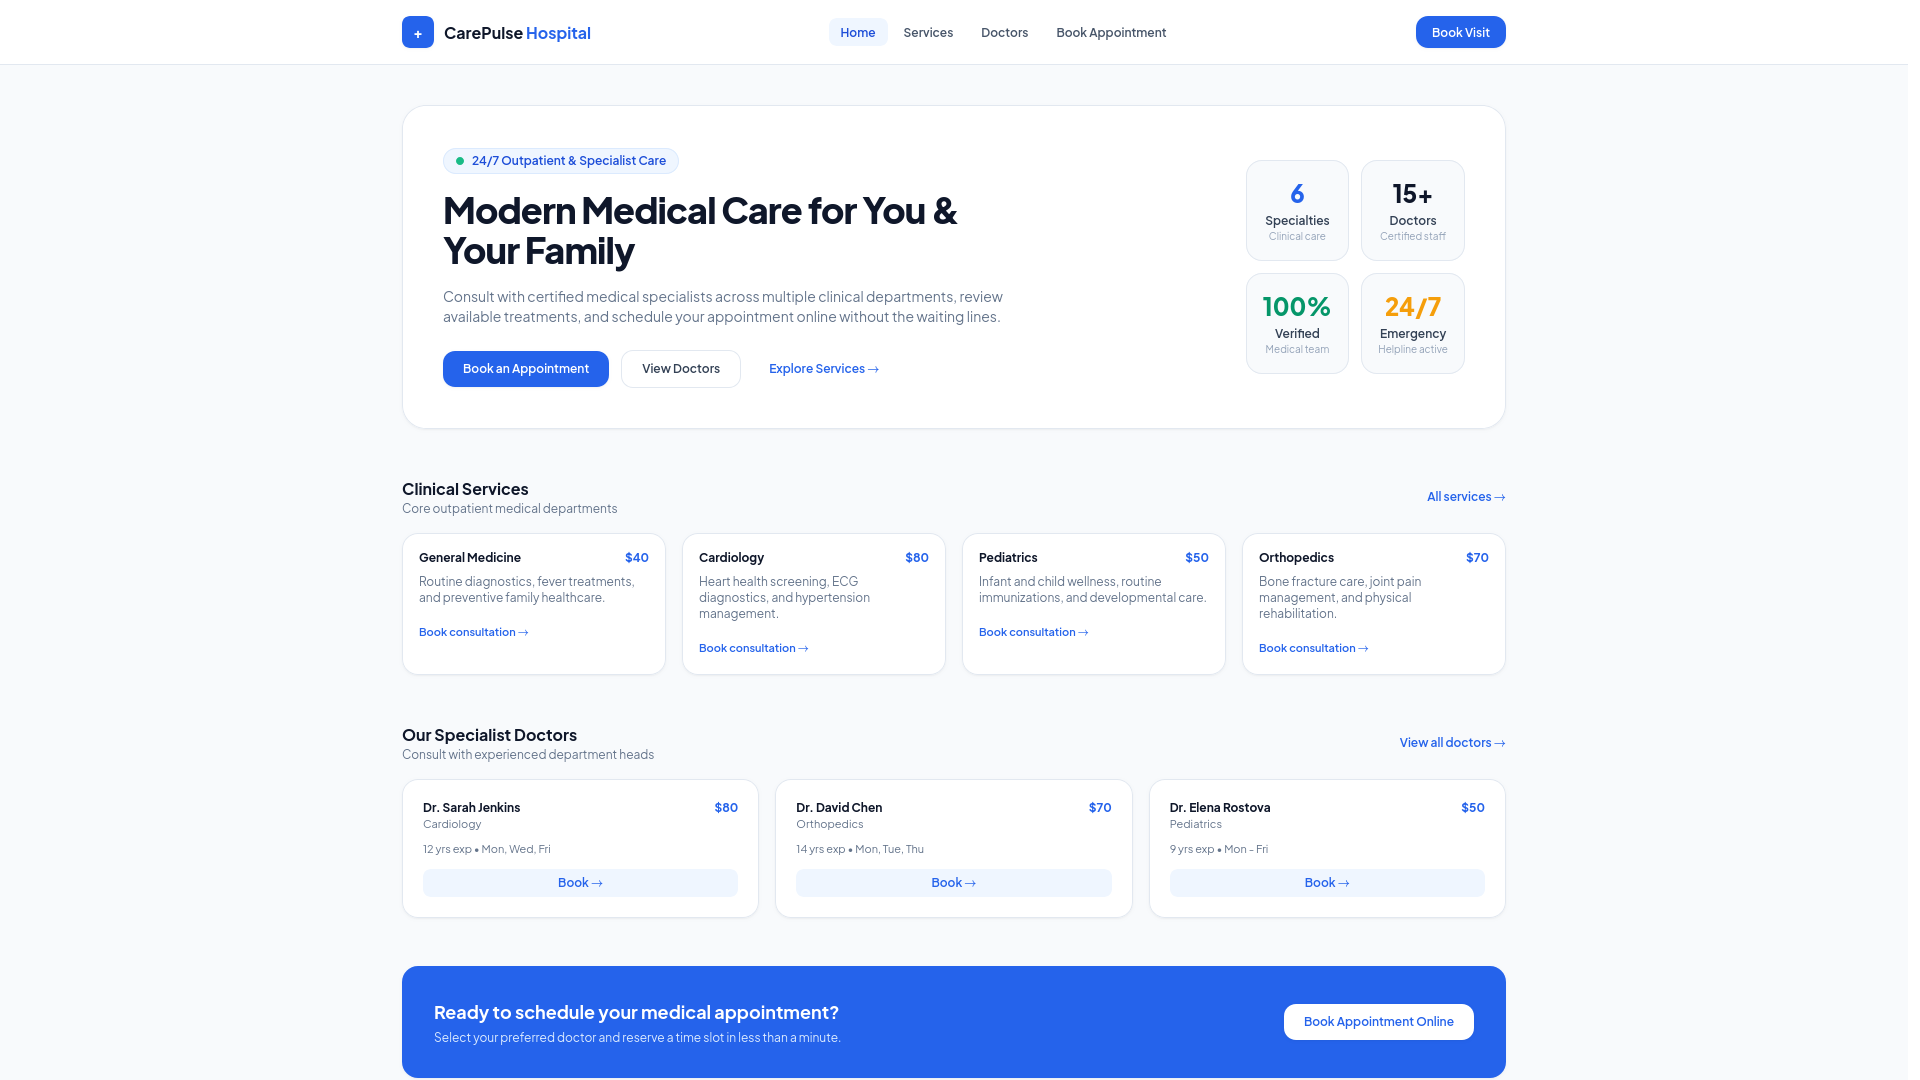 + CarePulse Hospital
Home Services Doctors Book Appointment
Book Visit
24/7 Outpatient & Specialist Care
Modern Medical Care for You &
Your Family
Consult with certified medical specialists across multiple clinical departments, review
available treatments, and schedule your appointment online without the waiting lines.
Book an Appointment View Doctors Explore Services →
6
Specialties
Clinical care
15+
Doctors
Certified staff
100%
Verified
Medical team
24/7
Emergency
Helpline active
Clinical Services
Core outpatient medical departments
All services →
General Medicine $40
Routine diagnostics, fever treatments,
and preventive family healthcare.
Book consultation →
Cardiology $80
Heart health screening, ECG
diagnostics, and hypertension
management.
Book consultation →
Pediatrics $50
Infant and child wellness, routine
immunizations, and developmental care.
Book consultation →
Orthopedics $70
Bone fracture care, joint pain
management, and physical
rehabilitation.
Book consultation →
Our Specialist Doctors
Consult with experienced department heads
View all doctors →
Dr. Sarah Jenkins $80
Cardiology
12 yrs exp • Mon, Wed, Fri
Book →
Dr. David Chen $70
Orthopedics
14 yrs exp • Mon, Tue, Thu
Book →
Dr. Elena Rostova $50
Pediatrics
9 yrs exp • Mon - Fri
Book →
Ready to schedule your medical appointment?
Select your preferred doctor and reserve a time slot in less than a minute.
Book Appointment Online